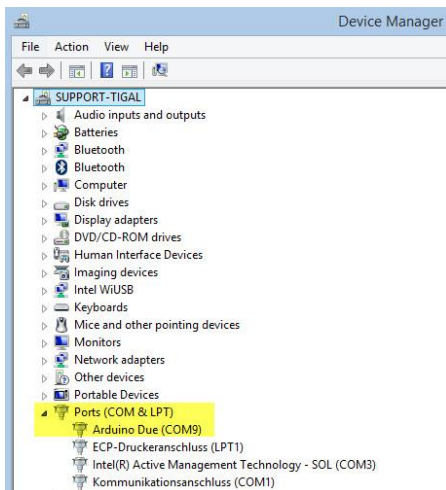 Device Manager
File Action View Help
SUPPORT-TIGAL
Audio inputs and outputs
Batteries
Bluetooth
Bluetooth
Computer
Disk drives
Display adapters
DVD/CD-ROM drives
Human Interface Devices
Imaging devices
Intel WiUSB
Keyboards
Mice and other pointing devices
Monitors
Network adapters
Other devices
Portable Devices
Ports (COM & LPT)
Arduino Due (COM9)
ECP-Druckeranschluss (LPT1)
Intel(R) Active Management Technology - SOL (COM3)
Kommunikationsanschluss (COM1)